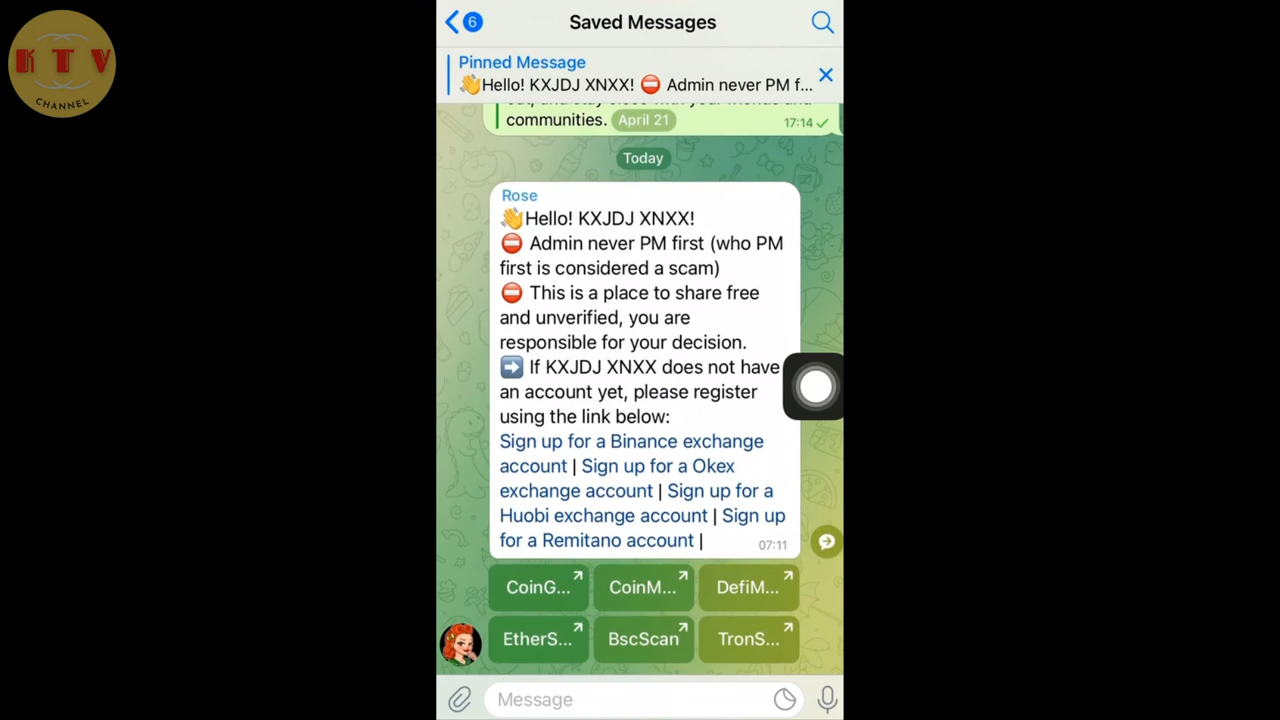 K T V
CHANNEL
6
Saved Messages
Pinned Message
👋Hello! KXJDJ XNXX! ⛔ Admin never PM f...
communities.
April 21
17:14
Today
Rose
👋Hello! KXJDJ XNXX!
⛔ Admin never PM first (who PM
first is considered a scam)
⛔ This is a place to share free
and unverified, you are
responsible for your decision.
➡️ If KXJDJ XNXX does not have
an account yet, please register
using the link below:
Sign up for a Binance exchange
account | Sign up for a Okex
exchange account | Sign up for a
Huobi exchange account | Sign up
for a Remitano account |
07:11
CoinG... CoinM... DefiM...
EtherS... BscScan TronS...
Message